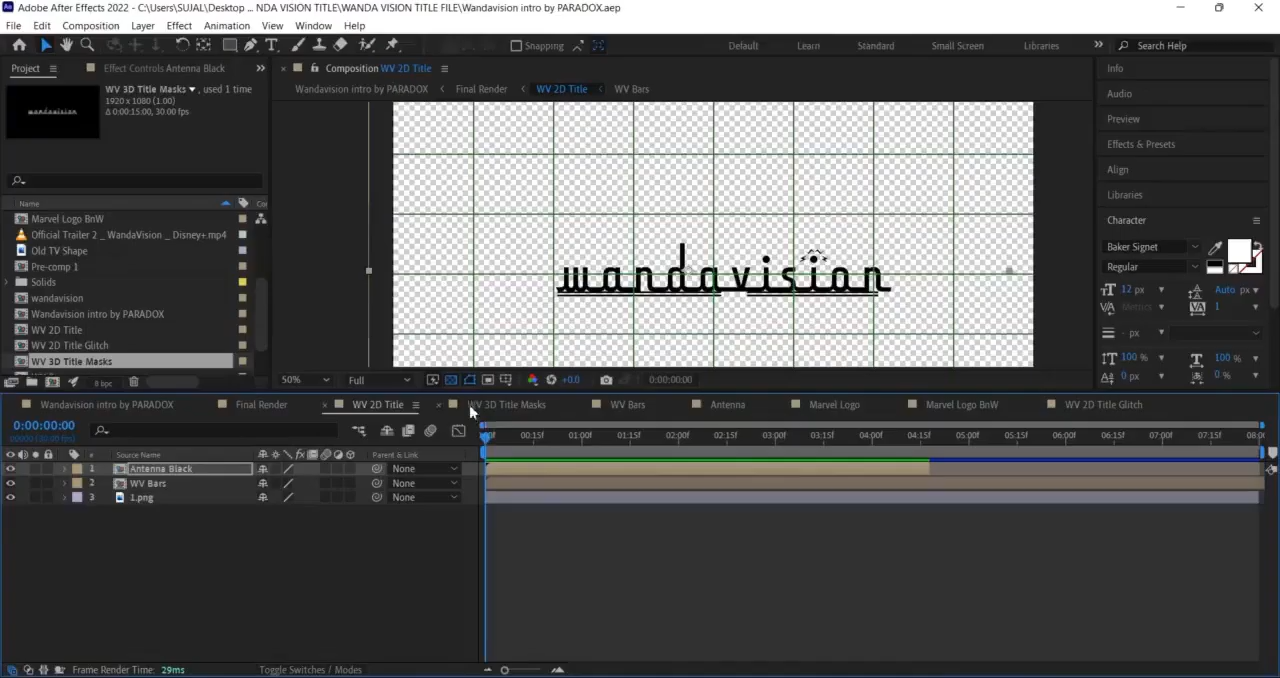 Adobe After Effects 2022 - C:\Users\SUJAL\Desktop ... NDA VISION TITLE\WANDA VISION TITLE FILE\Wandavision intro by PARADOX.aep
File Edit Composition Layer Effect Animation View Window Help
Snapping Default Learn Standard Small Screen Libraries Search Help
Project Effect Controls Antenna Black Composition WV 2D Title Info
WV 3D Title Masks , used 1 time
1920 x 1080 (1.00)
Δ 0:00:15:00, 30.00 fps
Wandavision intro by PARADOX Final Render WV 2D Title WV Bars
Audio
Preview
Effects & Presets
Align
Libraries
Character
Name
Marvel Logo BnW
Official Trailer 2 _ WandaVision _ Disney+.mp4
Old TV Shape
Pre-comp 1
Solids
wandavision
Wandavision intro by PARADOX
WV 2D Title
WV 2D Title Glitch
WV 3D Title Masks
8 bpc
wandavision
Baker Signet
Regular
12 px Auto px
Metrics 1
- px
100 % 100 %
0 px 0 %
50% Full +0.0 0:00:00:00
Wandavision intro by PARADOX Final Render WV 2D Title WV 3D Title Masks WV Bars Antenna Marvel Logo Marvel Logo BnW WV 2D Title Glitch
0:00:00:00
00:15f 01:00f 01:15f 02:00f 02:15f 03:00f 03:15f 04:00f 04:15f 05:00f 05:15f 06:00f 06:15f 07:00f 07:15f 08:0
# Source Name Parent & Link
1 Antenna Black None
2 WV Bars None
3 1.png None
Frame Render Time: 29ms Toggle Switches / Modes